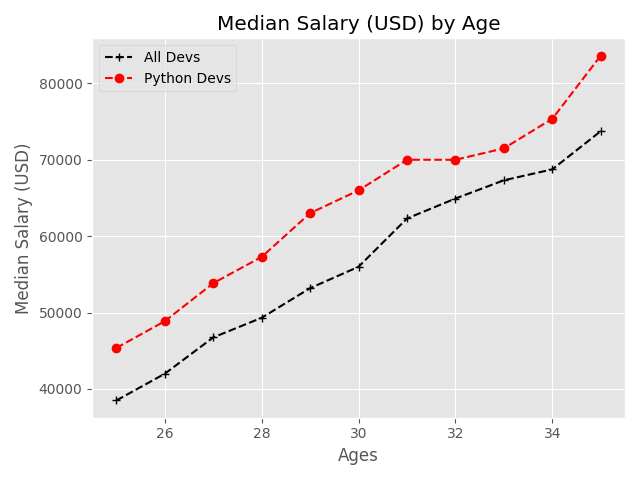 Median Salary (USD) by Age
All Devs
Python Devs
80000
70000
60000
50000
40000
Median Salary (USD)
26 28 30 32 34
Ages